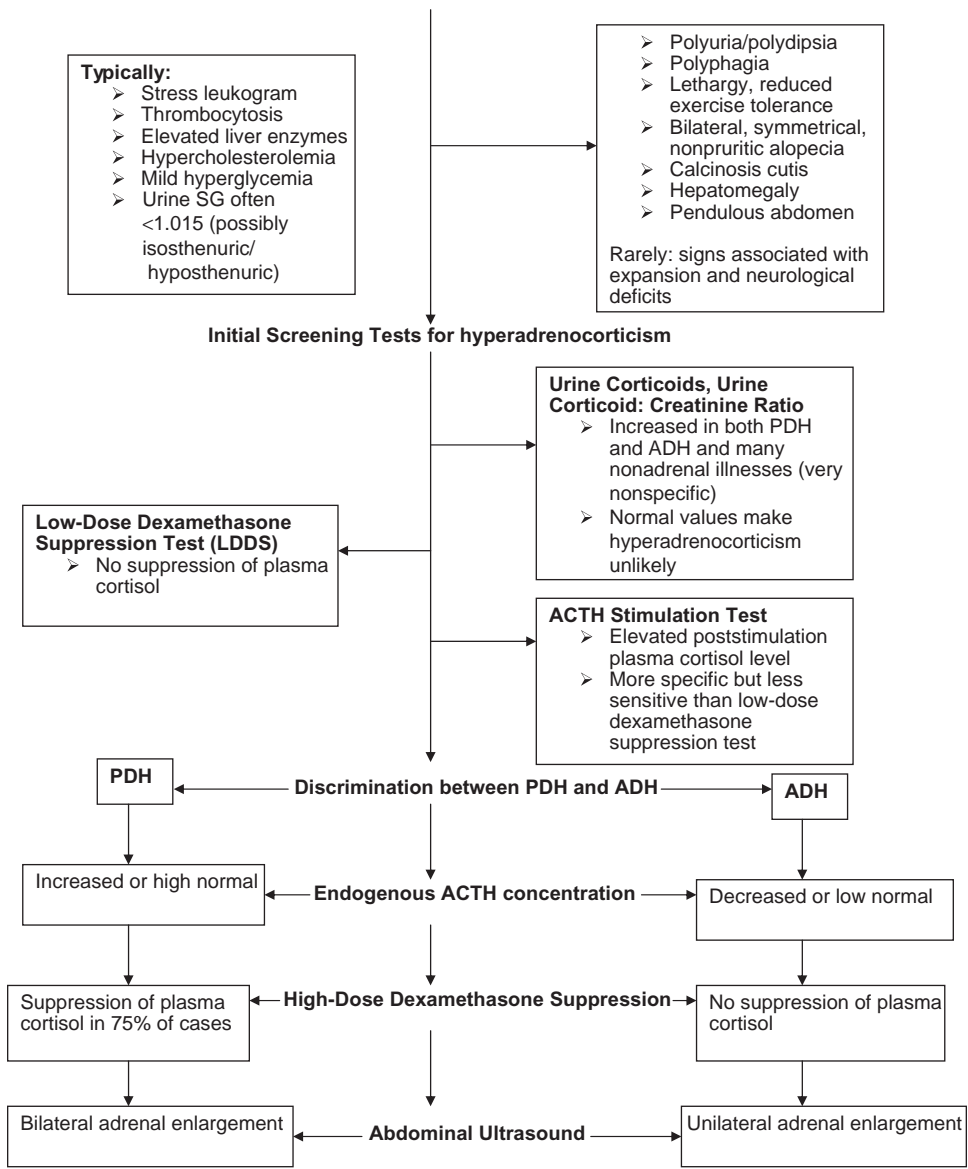 Typically:
➢ Stress leukogram
➢ Thrombocytosis
➢ Elevated liver enzymes
➢ Hypercholesterolemia
➢ Mild hyperglycemia
➢ Urine SG often
<1.015 (possibly
isosthenuric/
hyposthenuric)
➢ Polyuria/polydipsia
➢ Polyphagia
➢ Lethargy, reduced
exercise tolerance
➢ Bilateral, symmetrical,
nonpruritic alopecia
➢ Calcinosis cutis
➢ Hepatomegaly
➢ Pendulous abdomen
Rarely: signs associated with
expansion and neurological
deficits
Initial Screening Tests for hyperadrenocorticism
Urine Corticoids, Urine
Corticoid: Creatinine Ratio
➢ Increased in both PDH
and ADH and many
nonadrenal illnesses (very
nonspecific)
➢ Normal values make
hyperadrenocorticism
unlikely
Low-Dose Dexamethasone
Suppression Test (LDDS)
➢ No suppression of plasma
cortisol
ACTH Stimulation Test
➢ Elevated poststimulation
plasma cortisol level
➢ More specific but less
sensitive than low-dose
dexamethasone
suppression test
PDH
Discrimination between PDH and ADH
ADH
Increased or high normal
Endogenous ACTH concentration
Decreased or low normal
Suppression of plasma
cortisol in 75% of cases
High-Dose Dexamethasone Suppression
No suppression of plasma
cortisol
Bilateral adrenal enlargement
Abdominal Ultrasound
Unilateral adrenal enlargement